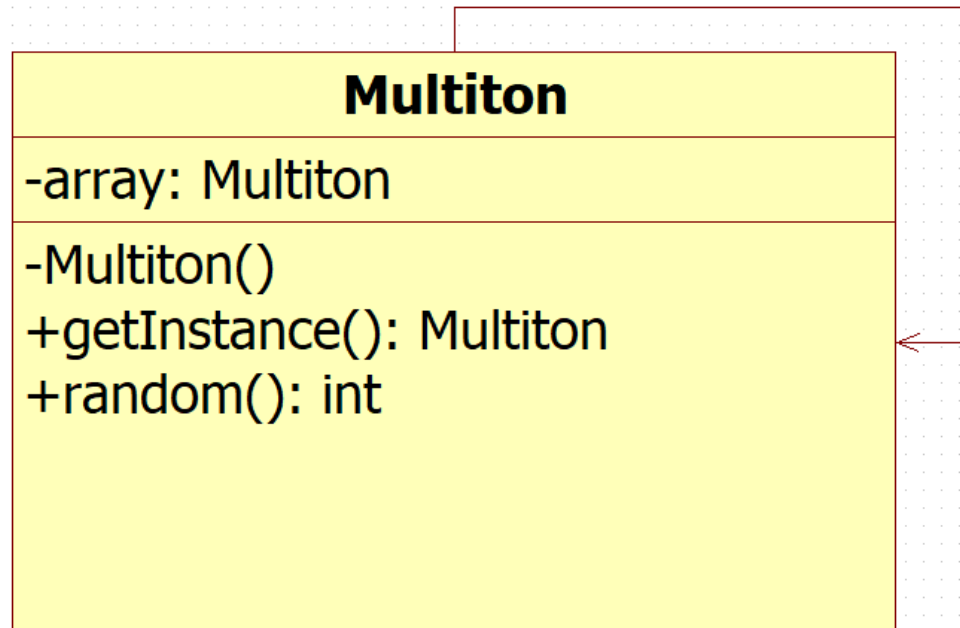 Multiton
-array: Multiton
-Multiton()
+getInstance(): Multiton
+random(): int